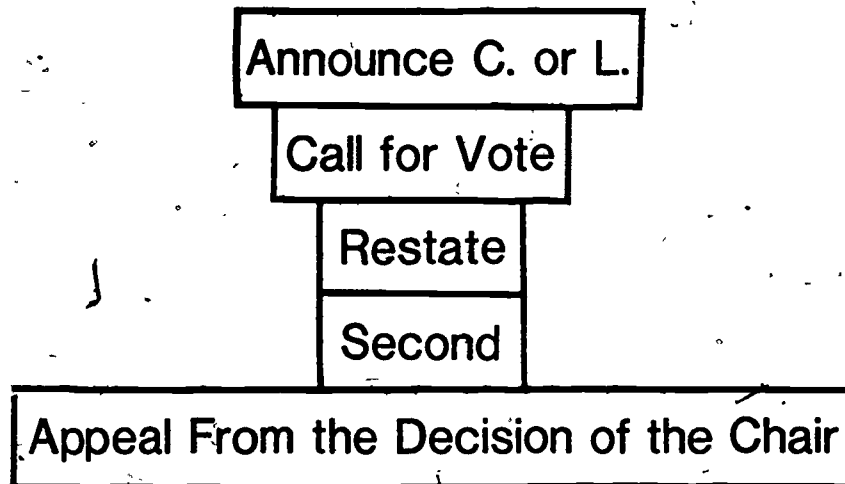 Announce C. or L.
Call for Vote
Restate
Second
Appeal From the Decision of the Chair